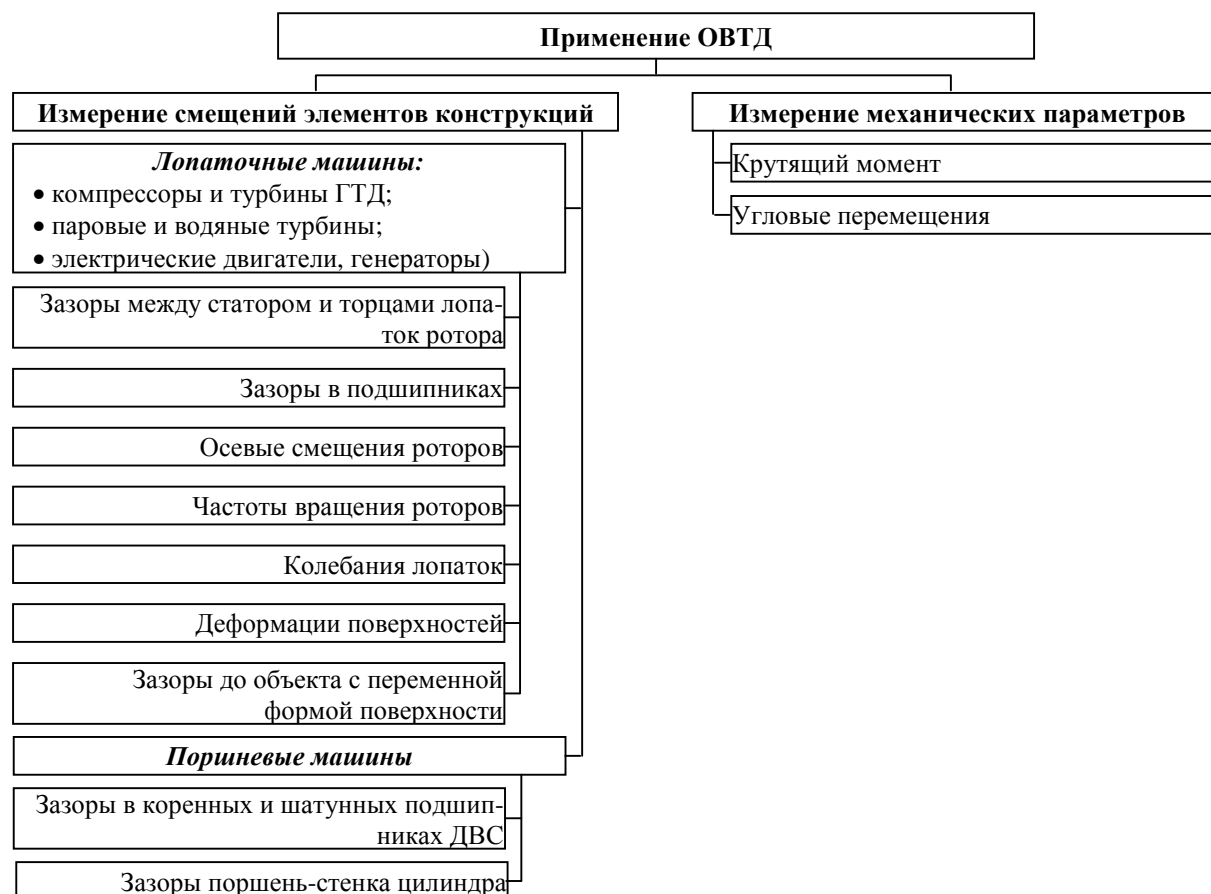 Применение ОВТД
Измерение смещений элементов конструкций
Лопаточные машины:
• компрессоры и турбины ГТД;
• паровые и водяные турбины;
• электрические двигатели, генераторы)
Зазоры между статором и торцами лопа-
ток ротора
Зазоры в подшипниках
Осевые смещения роторов
Частоты вращения роторов
Колебания лопаток
Деформации поверхностей
Зазоры до объекта с переменной
формой поверхности
Поршневые машины
Зазоры в коренных и шатунных подшип-
никах ДВС
Зазоры поршень-стенка цилиндра
Измерение механических параметров
Крутящий момент
Угловые перемещения